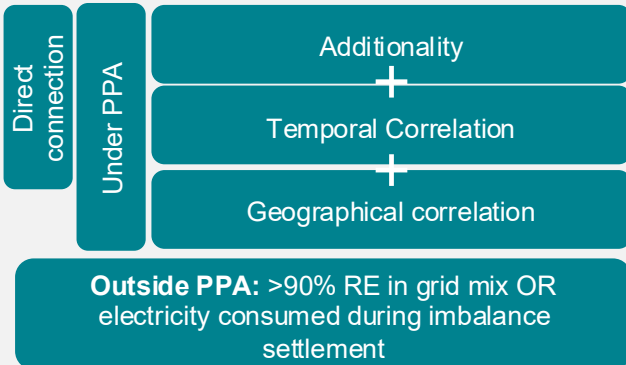 Direct
connection
Under PPA
Additionality
+
Temporal Correlation
+
Geographical correlation
Outside PPA: >90% RE in grid mix OR
electricity consumed during imbalance
settlement